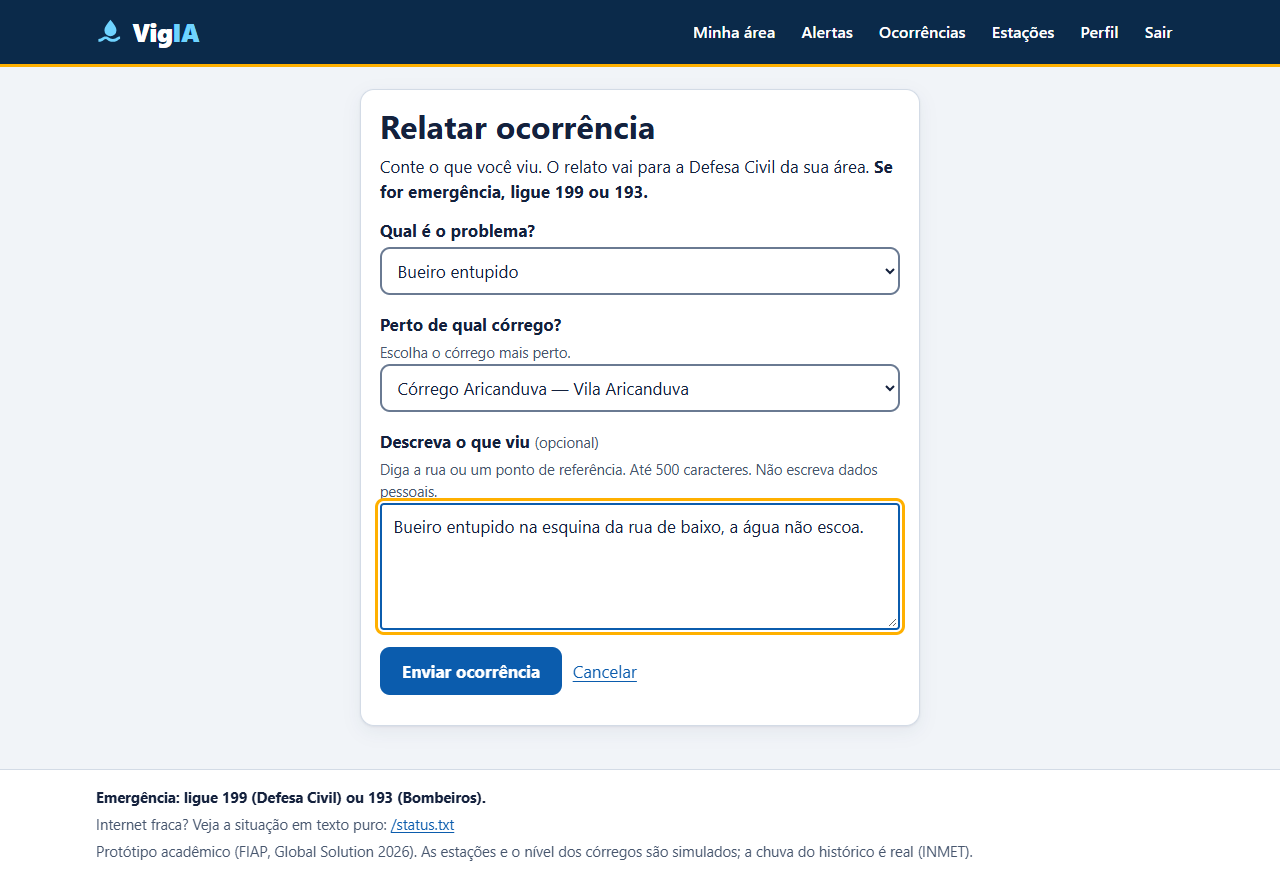 VigIA
Minha área
Alertas
Ocorrências
Estações
Perfil
Sair
Relatar ocorrência
Conte o que você viu. O relato vai para a Defesa Civil da sua área. Se
for emergência, ligue 199 ou 193.
Qual é o problema?
Bueiro entupido
Perto de qual córrego?
Escolha o córrego mais perto.
Córrego Aricanduva — Vila Aricanduva
Descreva o que viu (opcional)
Diga a rua ou um ponto de referência. Até 500 caracteres. Não escreva dados
pessoais.
Bueiro entupido na esquina da rua de baixo, a água não escoa.
Enviar ocorrência
Cancelar
Emergência: ligue 199 (Defesa Civil) ou 193 (Bombeiros).
Internet fraca? Veja a situação em texto puro: /status.txt
Protótipo acadêmico (FIAP, Global Solution 2026). As estações e o nível dos córregos são simulados; a chuva do histórico é real (INMET).